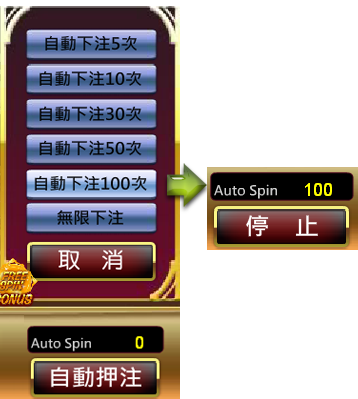 自動下注5次
自動下注10次
自動下注30次
自動下注50次
自動下注100次
無限下注
取 消
FREE
SPIN
BONUS
Auto Spin 0
自動押注
Auto Spin 100
停 止